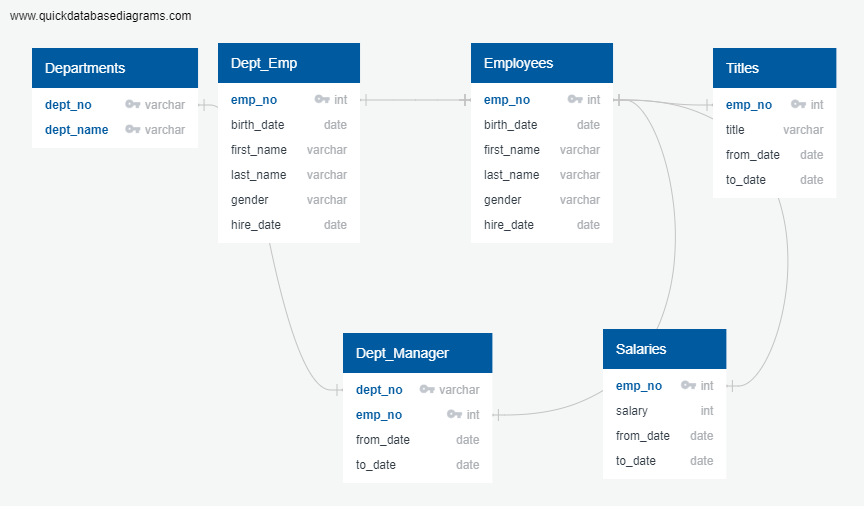 www.quickdatabasediagrams.com
Departments
dept_no varchar
dept_name varchar
Dept_Emp
emp_no int
birth_date date
first_name varchar
last_name varchar
gender varchar
hire_date date
Employees
emp_no int
birth_date date
first_name varchar
last_name varchar
gender varchar
hire_date date
Titles
emp_no int
title varchar
from_date date
to_date date
Dept_Manager
dept_no varchar
emp_no int
from_date date
to_date date
Salaries
emp_no int
salary int
from_date date
to_date date